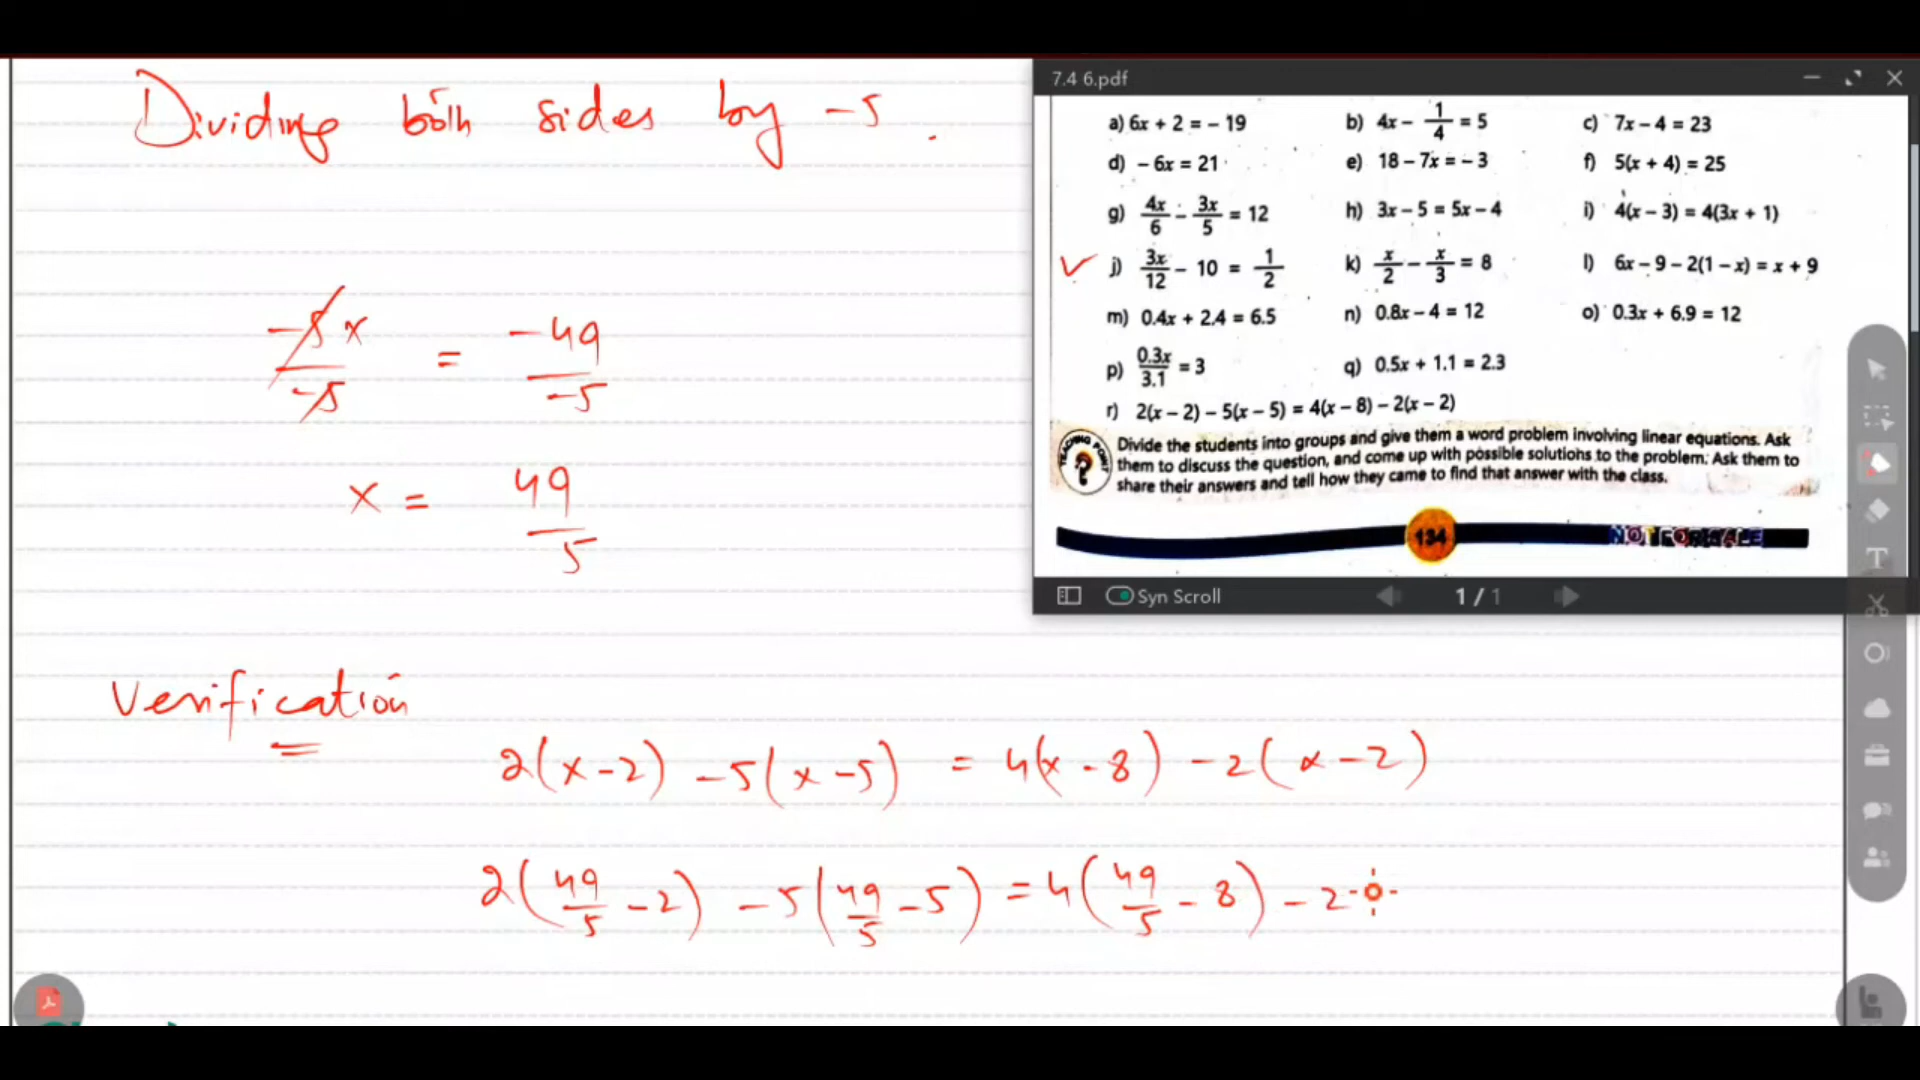 Dividing both sides by -5.
-5x/-5 = -49/-5
x = 49/5
Verification
2(x-2) -5(x-5) = 4(x-8) -2(x-2)
2(49/5 -2) -5(49/5 -5) = 4(49/5 -8) -2
7.4 6.pdf
a) 6x + 2 = – 19 b) 4x – 1/4 = 5 c) 7x – 4 = 23
d) – 6x = 21 e) 18 – 7x = – 3 f) 5(x + 4) = 25
g) 4x/6 – 3x/5 = 12 h) 3x – 5 = 5x – 4 i) 4(x – 3) = 4(3x + 1)
j) 3x/12 – 10 = 1/2 k) x/2 – x/3 = 8 l) 6x – 9 – 2(1 – x) = x + 9
m) 0.4x + 2.4 = 6.5 n) 0.8x – 4 = 12 o) 0.3x + 6.9 = 12
p) 0.3x/3.1 = 3 q) 0.5x + 1.1 = 2.3
r) 2(x – 2) – 5(x – 5) = 4(x – 8) – 2(x – 2)
TEACHING POINT
Divide the students into groups and give them a word problem involving linear equations. Ask
them to discuss the question, and come up with possible solutions to the problem. Ask them to
share their answers and tell how they came to find that answer with the class.
134 NOT FOR SALE
Syn Scroll 1 / 1
T